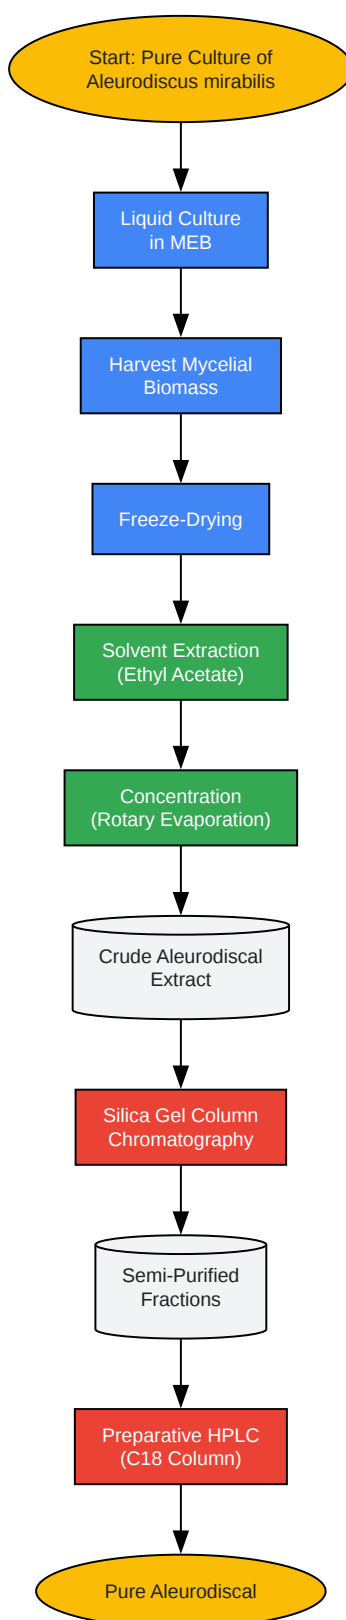 Start: Pure Culture of
Aleurodiscus mirabilis
Liquid Culture
in MEB
Harvest Mycelial
Biomass
Freeze-Drying
Solvent Extraction
(Ethyl Acetate)
Concentration
(Rotary Evaporation)
Crude Aleurodiscal
Extract
Silica Gel Column
Chromatography
Semi-Purified
Fractions
Preparative HPLC
(C18 Column)
Pure Aleurodiscal